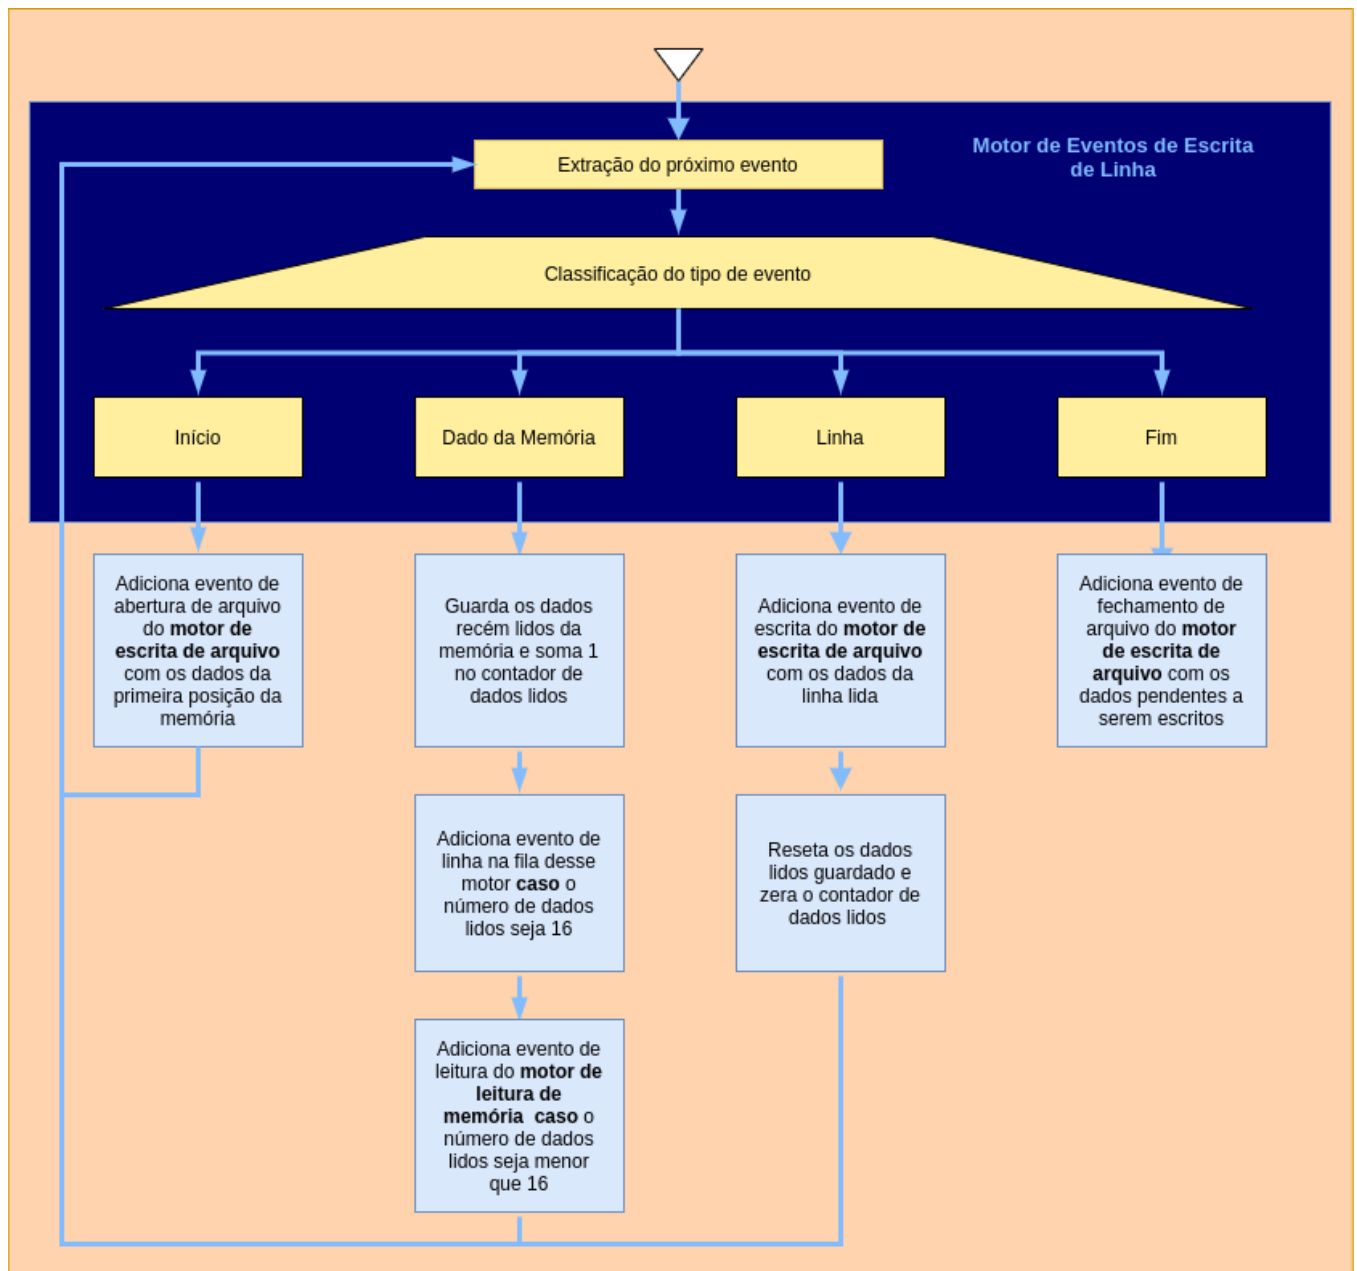 Motor de Eventos de Escrita
de Linha
Extração do próximo evento
Classificação do tipo de evento
Início
Dado da Memória
Linha
Fim
Adiciona evento de
abertura de arquivo
do motor de
escrita de arquivo
com os dados da
primeira posição da
memória
Guarda os dados
recém lidos da
memória e soma 1
no contador de
dados lidos
Adiciona evento de
escrita do motor de
escrita de arquivo
com os dados da
linha lida
Adiciona evento de
fechamento de
arquivo do motor
de escrita de
arquivo com os
dados pendentes a
serem escritos
Adiciona evento de
linha na fila desse
motor caso o
número de dados
lidos seja 16
Reseta os dados
lidos guardado e
zera o contador de
dados lidos
Adiciona evento de
leitura do motor de
leitura de
memória  caso o
número de dados
lidos seja menor
que 16